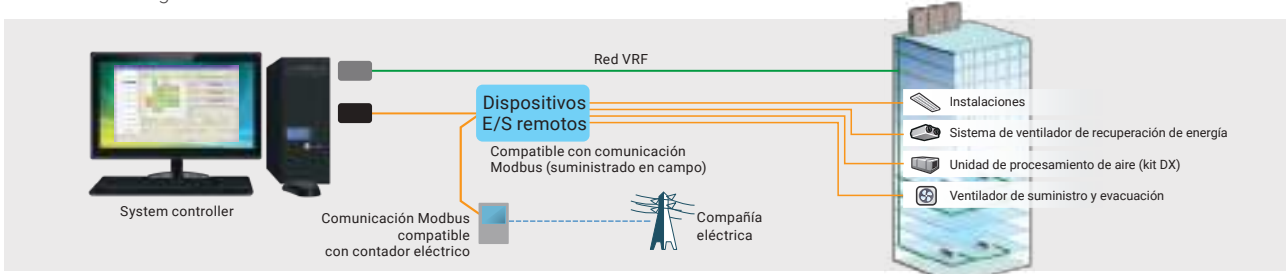 Red VRF
Dispositivos
E/S remotos
Compatible con comunicación
Modbus (suministrado en campo)
System controller
Comunicación Modbus
compatible
con contador eléctrico
Compañía
eléctrica
Instalaciones
Sistema de ventilador de recuperación de energía
Unidad de procesamiento de aire (kit DX)
Ventilador de suministro y evacuación